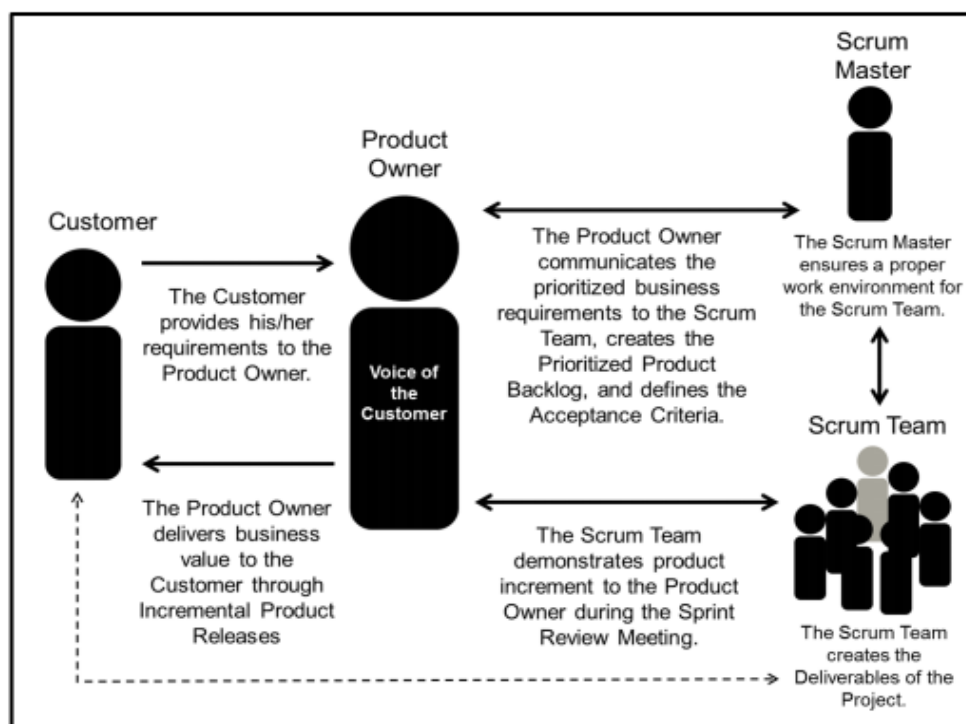 Scrum
Master
Product
Owner
Customer
The Customer
provides his/her
requirements to the
Product Owner.
Voice of
the
Customer
The Product Owner
communicates the
prioritized business
requirements to the Scrum
Team, creates the
Prioritized Product
Backlog, and defines the
Acceptance Criteria.
The Scrum Master
ensures a proper
work environment for
the Scrum Team.
Scrum Team
The Product Owner
delivers business
value to the
Customer through
Incremental Product
Releases
The Scrum Team
demonstrates product
increment to the Product
Owner during the Sprint
Review Meeting.
The Scrum Team
creates the
Deliverables of the
Project.